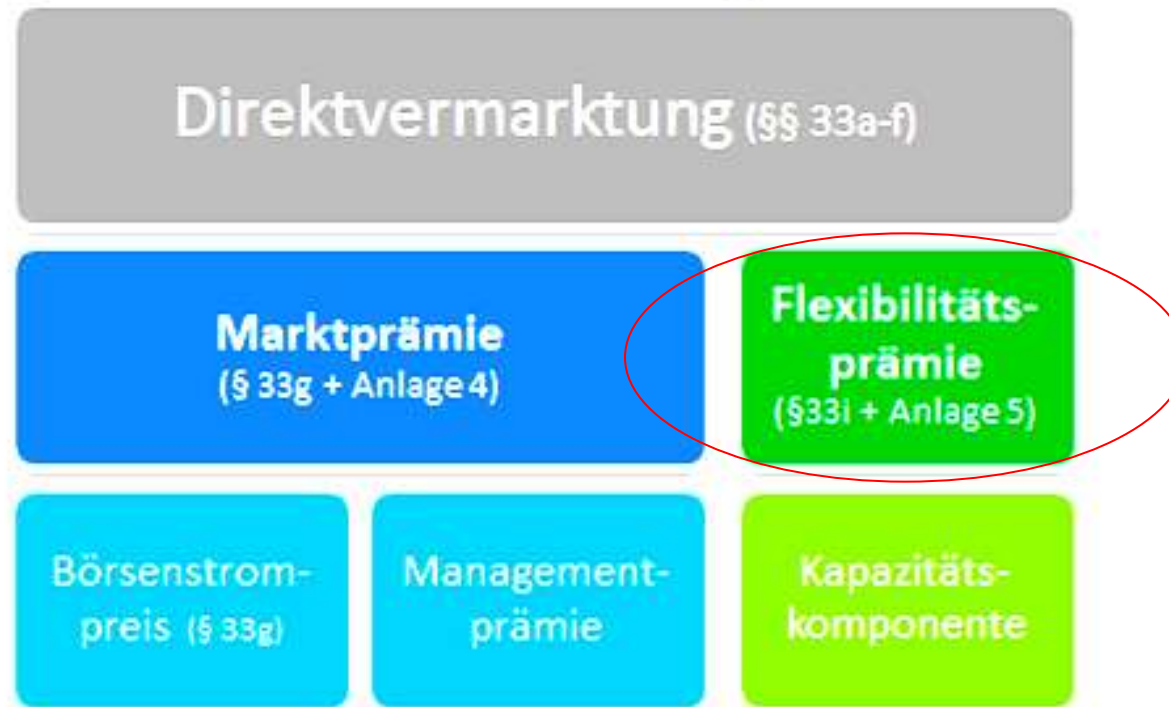 Direktvermarktung (§§ 33a-f)
Marktprämie
(§ 33g + Anlage 4)
Flexibilitäts-
prämie
(§33i + Anlage 5)
Börsenstrom-
preis (§ 33g)
Management-
prämie
Kapazitäts-
komponente